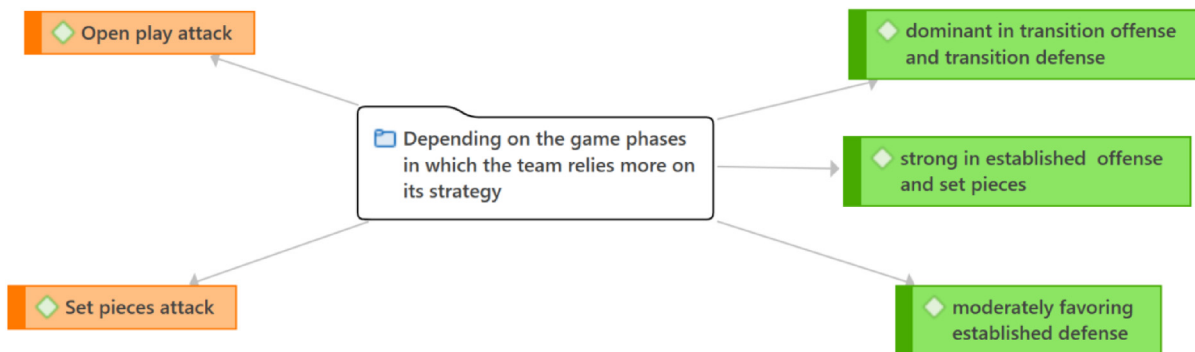 Open play attack
dominant in transition offense
and transition defense
Depending on the game phases
in which the team relies more on
its strategy
strong in established offense
and set pieces
Set pieces attack
moderately favoring
established defense